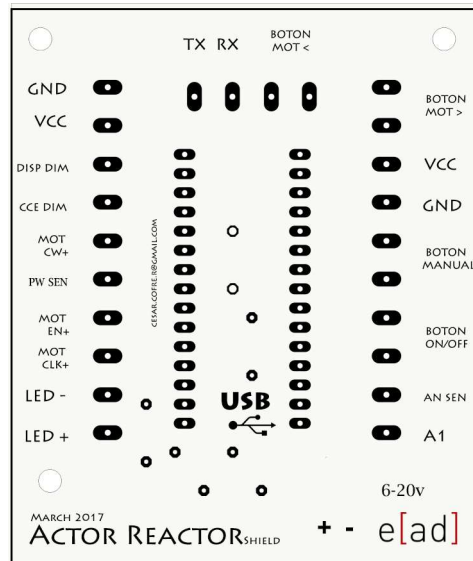 TX RX
BOTON
MOT <
GND
VCC
DISP DIM
CCE DIM
MOT
CW+
PW SEN
MOT
EN+
MOT
CLK+
LED -
LED +
CESAR.COFRE.R@GMAIL.COM
USB
BOTON
MOT >
VCC
GND
BOTON
MANUAL
BOTON
ON/OFF
AN SEN
A1
6-20v
MARCH 2017
ACTOR REACTOR SHIELD
+ -
e[ad]